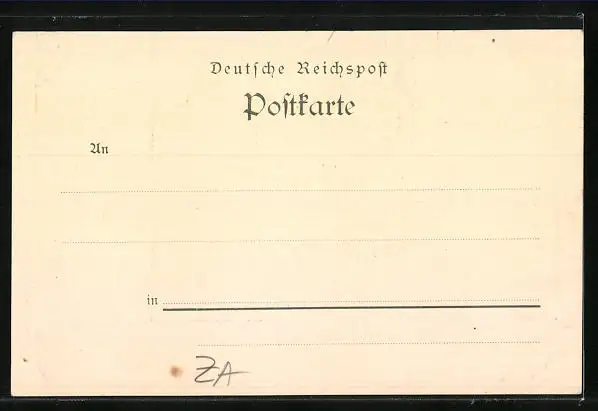 Deutſche Reichspoſt
Poſtkarte
An
in
ZA